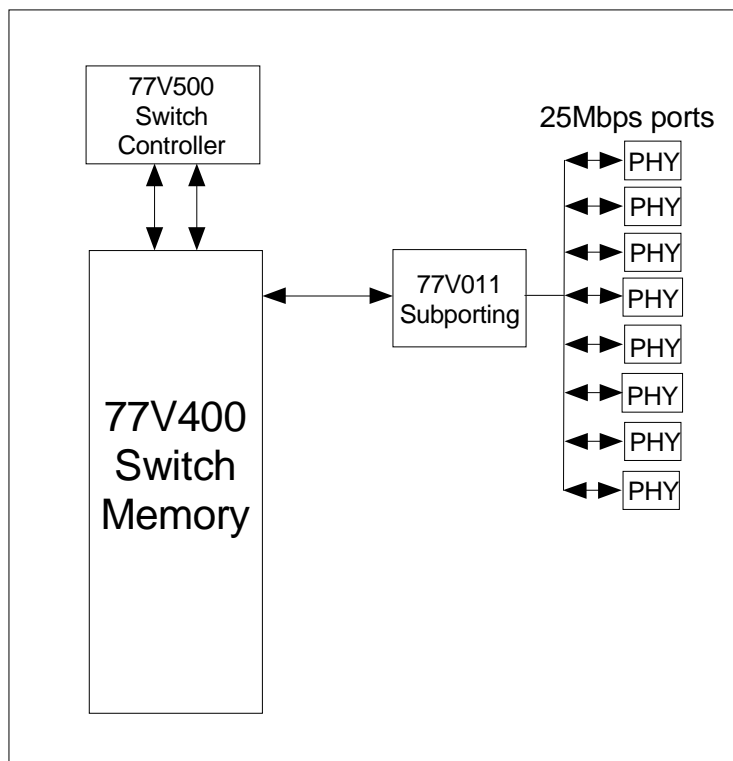 77V500
Switch
Controller
25Mbps ports
PHY
PHY
PHY
77V011
Subporting
PHY
PHY
PHY
PHY
PHY
77V400
Switch
Memory